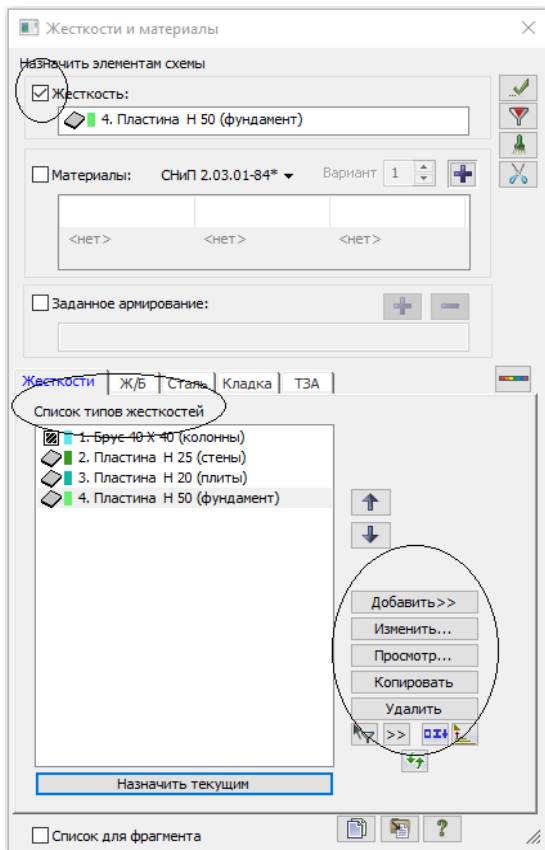 Жесткости и материалы
Назначить элементам схемы
Жесткость:
4. Пластина H 50 (фундамент)
Материалы: СНиП 2.03.01-84* Вариант 1
<нет> <нет> <нет>
Заданное армирование:
Жесткости Ж/Б Сталь Кладка ТЗА
Список типов жесткостей
1. Брус 40 X 40 (колонны)
2. Пластина H 25 (стены)
3. Пластина H 20 (плиты)
4. Пластина H 50 (фундамент)
Добавить>>
Изменить...
Просмотр...
Копировать
Удалить
>>
Назначить текущим
Список для фрагмента
?